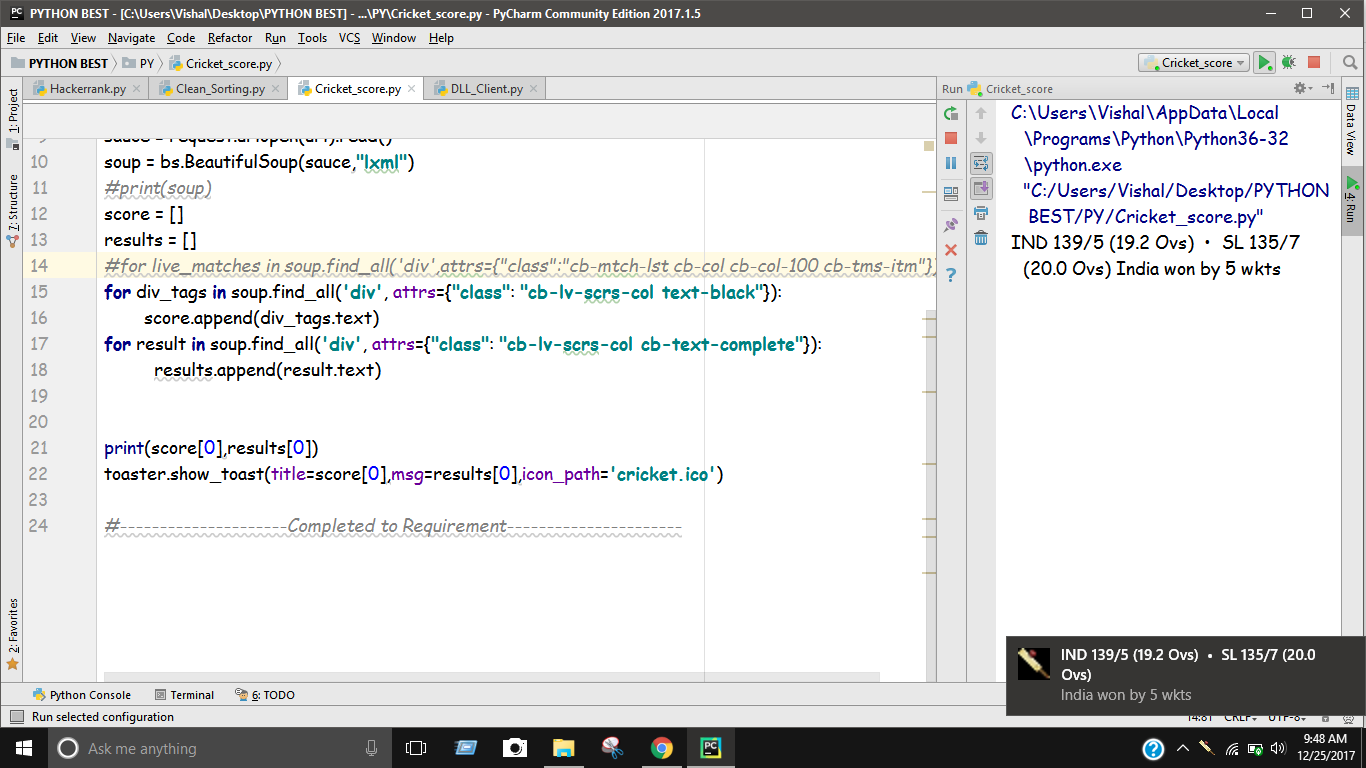 PYTHON BEST - [C:\Users\Vishal\Desktop\PYTHON BEST] - ...\PY\Cricket_score.py - PyCharm Community Edition 2017.1.5
File Edit View Navigate Code Refactor Run Tools VCS Window Help
PYTHON BEST PY Cricket_score.py
Cricket_score
Hackerrank.py Clean_Sorting.py Cricket_score.py DLL_Client.py
Run Cricket_score
1: Project
7: Structure
2: Favorites
10 soup = bs.BeautifulSoup(sauce,"lxml")
11 #print(soup)
12 score = []
13 results = []
14 #for live_matches in soup.find_all('div',attrs={"class":"cb-mtch-lst cb-col cb-col-100 cb-tms-itm"})
15 for div_tags in soup.find_all('div', attrs={"class": "cb-lv-scrs-col text-black"}):
16 score.append(div_tags.text)
17 for result in soup.find_all('div', attrs={"class": "cb-lv-scrs-col cb-text-complete"}):
18 results.append(result.text)
19
20
21 print(score[0],results[0])
22 toaster.show_toast(title=score[0],msg=results[0],icon_path='cricket.ico')
23
24 #---------------------Completed to Requirement----------------------
C:\Users\Vishal\AppData\Local
\Programs\Python\Python36-32
\python.exe
"C:/Users/Vishal/Desktop/PYTHON
BEST/PY/Cricket_score.py"
IND 139/5 (19.2 Ovs) • SL 135/7
(20.0 Ovs) India won by 5 wkts
Data View
4: Run
IND 139/5 (19.2 Ovs) • SL 135/7 (20.0
Ovs)
India won by 5 wkts
Python Console Terminal 6: TODO
Run selected configuration
14:81 CRLF UTF-8
Ask me anything
9:48 AM
12/25/2017